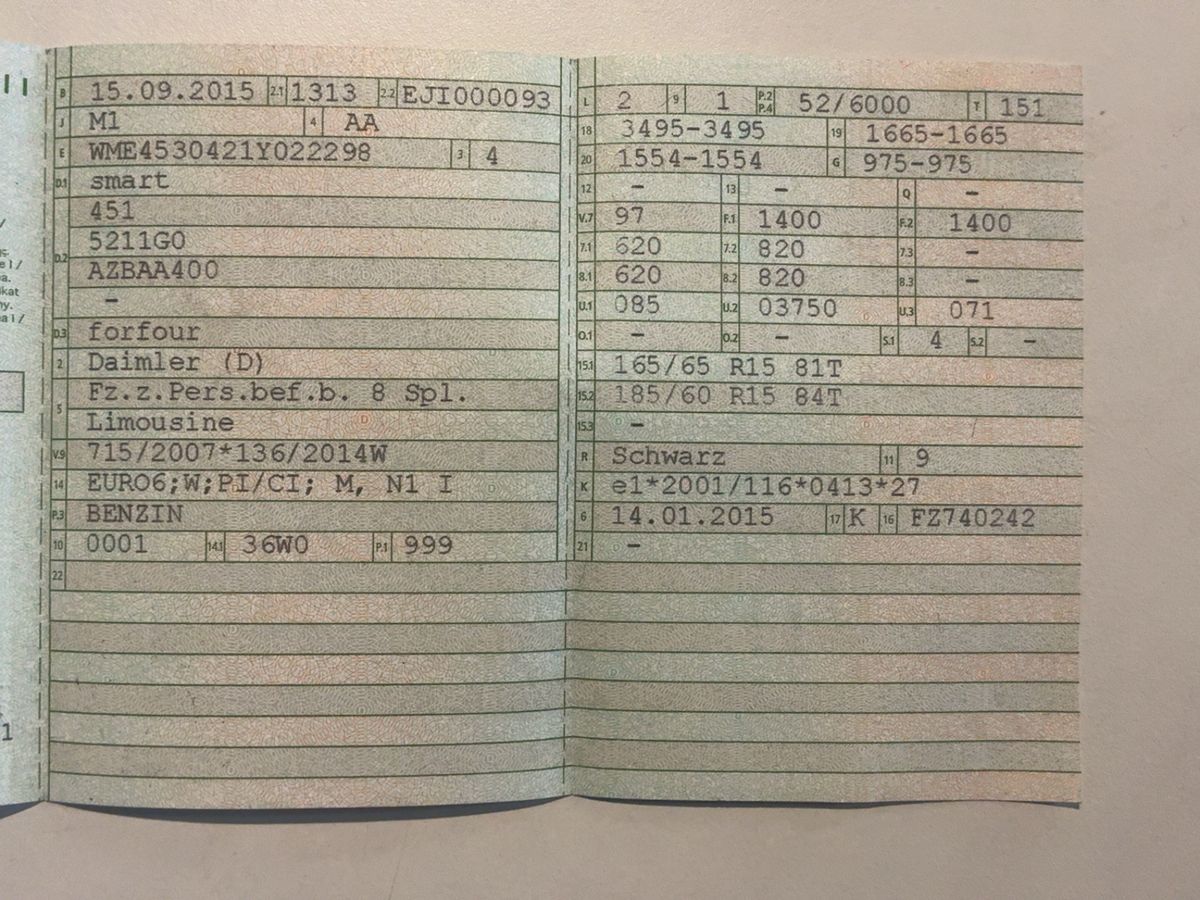 B 15.09.2015 2.1 1313 2.2 EJI000093
J M1 4 AA
E WME4530421Y022298 3 4
D.1 smart
451
5211G0
D.2 AZBAA400
–
D.3 forfour
2 Daimler (D)
Fz.z.Pers.bef.b. 8 Spl.
5 Limousine
V.9 715/2007*136/2014W
14 EURO6;W;PI/CI; M, N1 I
P.3 BENZIN
10 0001 14.1 36W0 P.1 999
22
L 2 9 1 P.2 P.4 52/6000 T 151
18 3495-3495 19 1665-1665
20 1554-1554 G 975-975
12 – 13 – Q –
V.7 97 F.1 1400 F.2 1400
7.1 620 7.2 820 7.3 –
8.1 620 8.2 820 8.3 –
U.1 085 U.2 03750 U.3 071
O.1 – O.2 – S.1 4 S.2 –
15.1 165/65 R15 81T
15.2 185/60 R15 84T
15.3 –
R Schwarz 11 9
K e1*2001/116*0413*27
6 14.01.2015 17 K 16 FZ740242
21 –